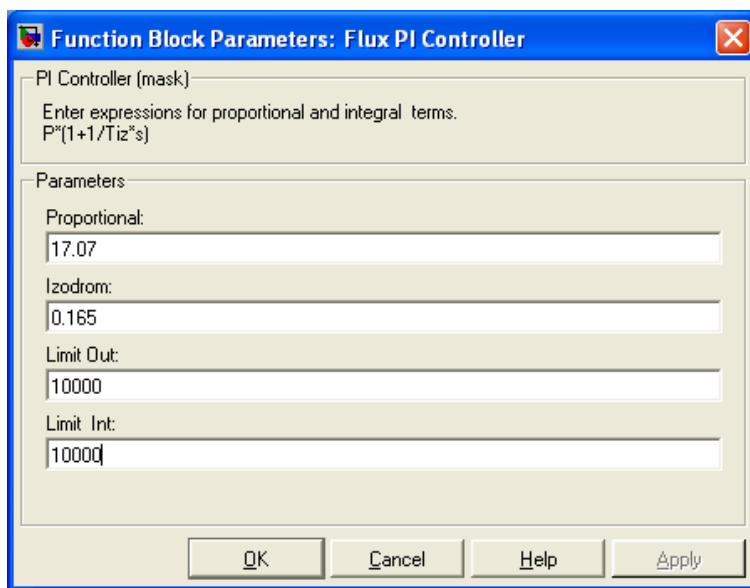 Function Block Parameters: Flux PI Controller
PI Controller (mask)
Enter expressions for proportional and integral terms.
P*(1+1/Tiz*s)
Parameters
Proportional:
17.07
Izodrom:
0.165
Limit Out:
10000
Limit Int:
10000
OK Cancel Help Apply